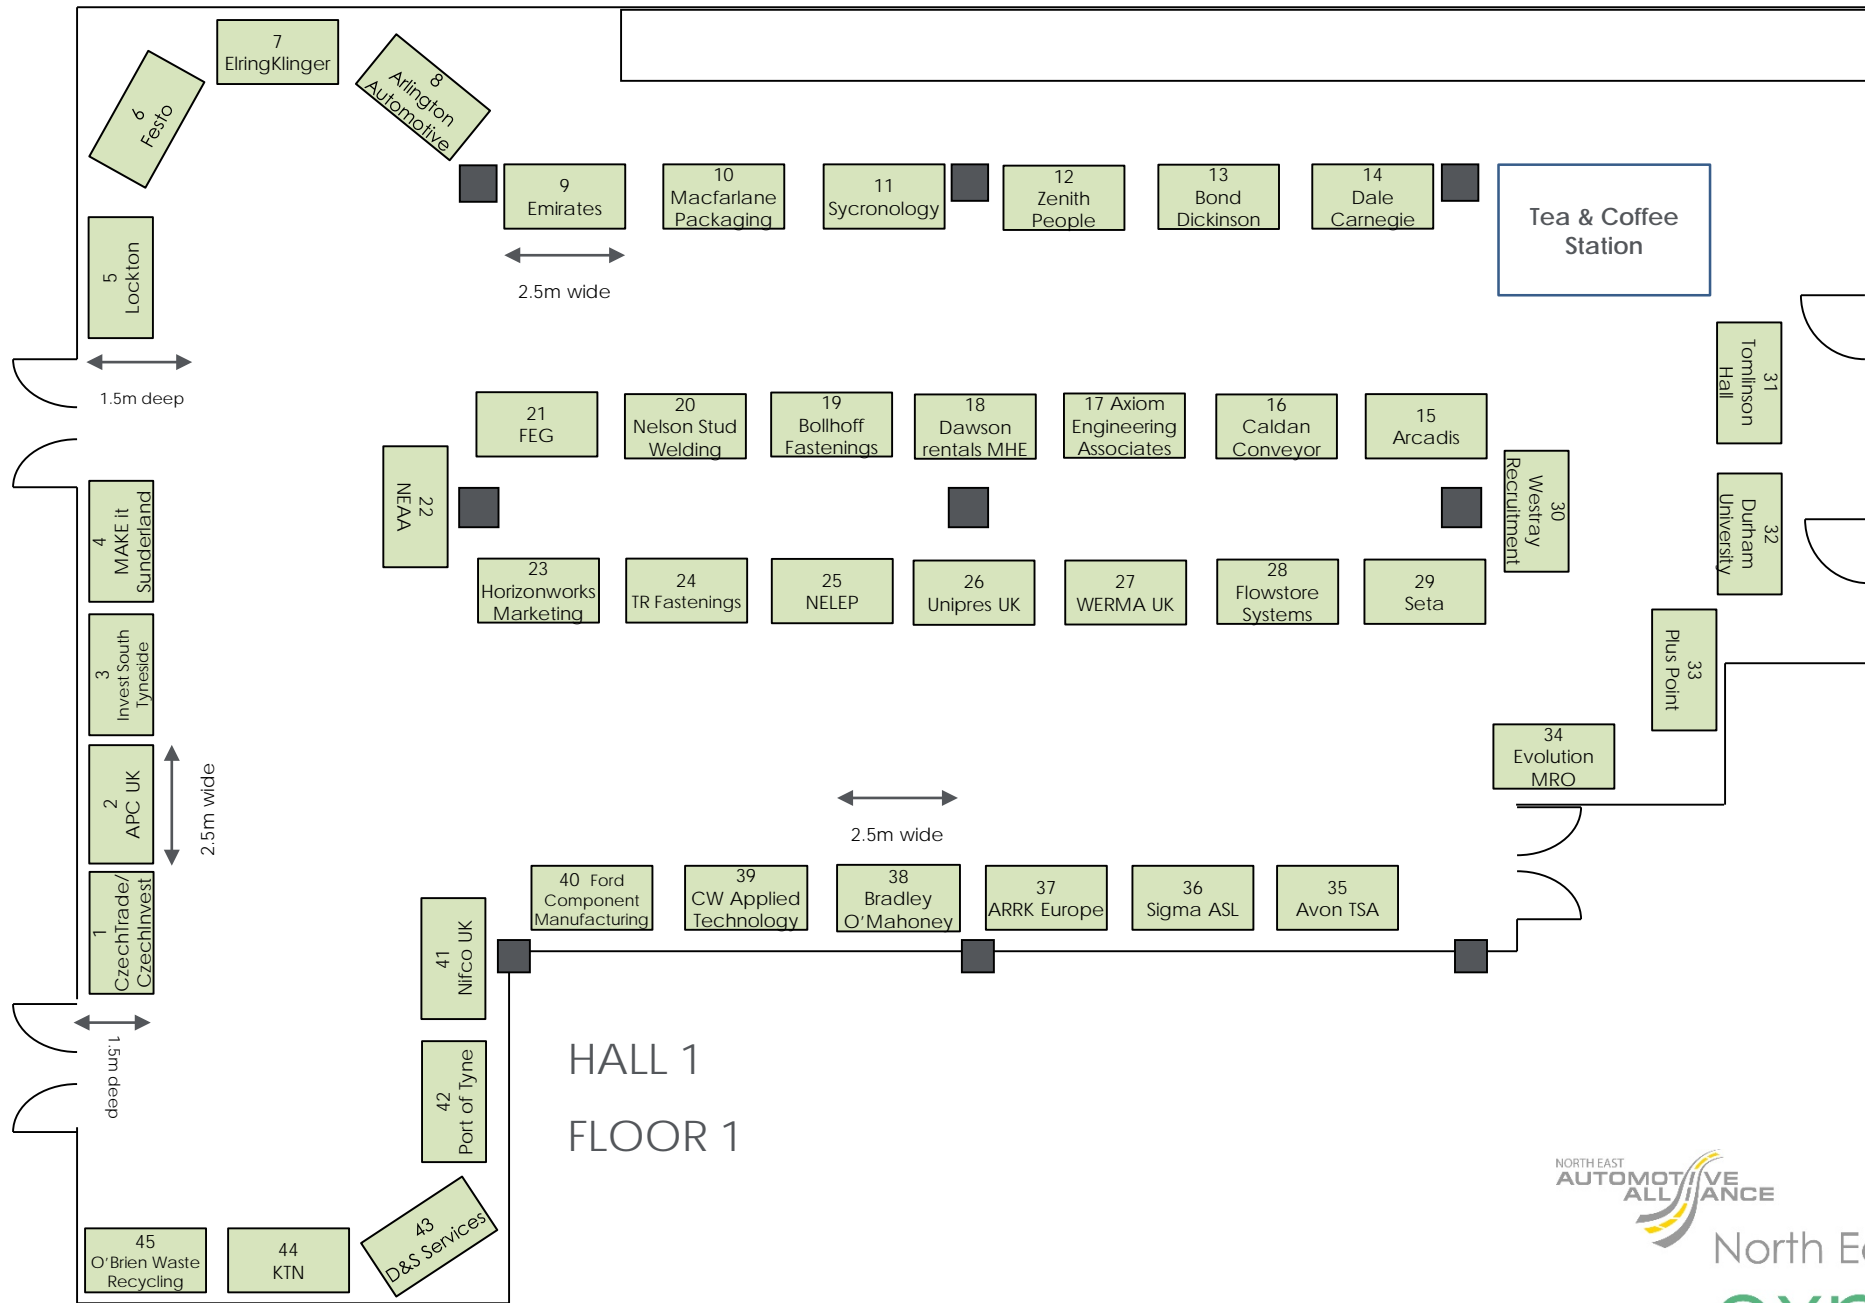 7
ElringKlinger
8
Arlington
Automotive
6
Festo
9
Emirates
10
Macfarlane
Packaging
11
Sycronology
12
Zenith
People
13
Bond
Dickinson
14
Dale
Carnegie
Tea & Coffee
Station
2.5m wide
5
Lockton
1.5m deep
31
Tomlinson
Hall
21
FEG
20
Nelson Stud
Welding
19
Bollhoff
Fastenings
18
Dawson
rentals MHE
17 Axiom
Engineering
Associates
16
Caldan
Conveyor
15
Arcadis
22
NEAA
30
Westray
Recruitment
32
Durham
University
4
MAKE it
Sunderland
23
Horizonworks
Marketing
24
TR Fastenings
25
NELEP
26
Unipres UK
27
WERMA UK
28
Flowstore
Systems
29
Seta
3
Invest South
Tyneside
33
Plus Point
34
Evolution
MRO
2
APC UK
2.5m wide
2.5m wide
1
CzechTrade/
CzechInvest
40 Ford
Component
Manufacturing
39
CW Applied
Technology
38
Bradley
O'Mahoney
37
ARRK Europe
36
Sigma ASL
35
Avon TSA
41
Nifco UK
1.5m deep
42
Port of Tyne
HALL 1
FLOOR 1
43
D&S Services
45
O'Brien Waste
Recycling
44
KTN
NORTH EAST
AUTOMOTIVE
ALLIANCE
North